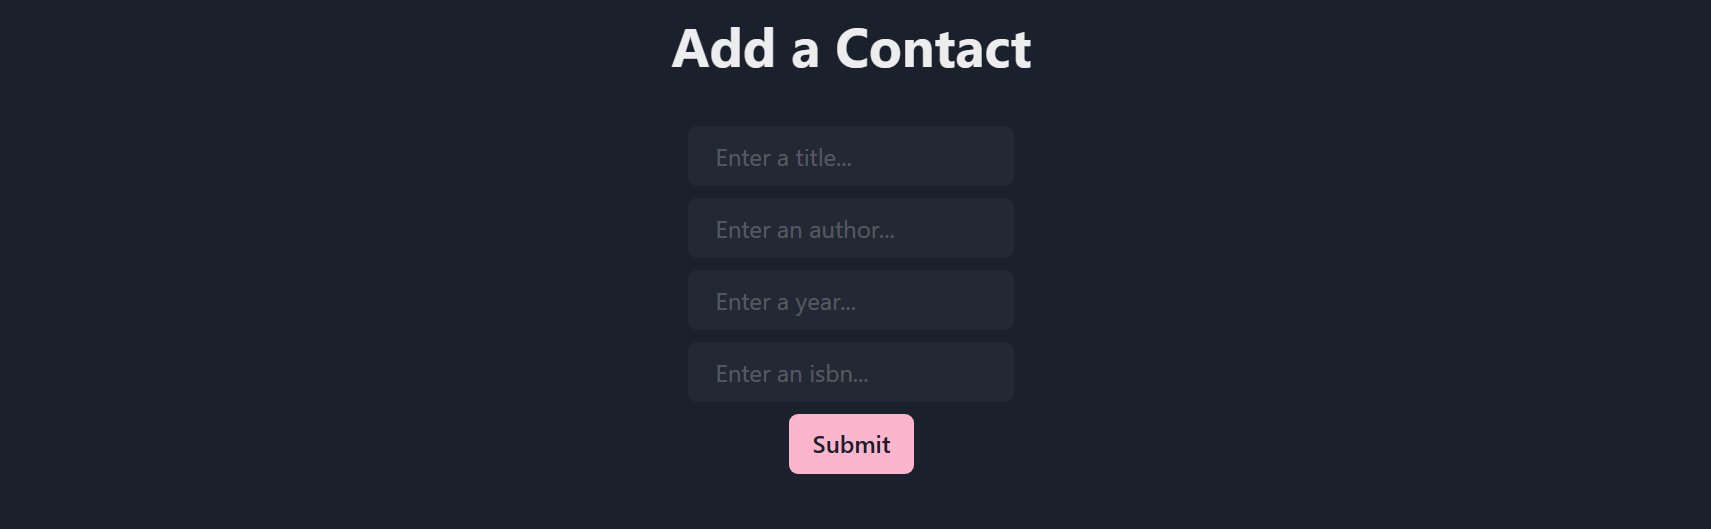 Add a Contact
Enter a title...
Enter an author...
Enter a year...
Enter an isbn...
Submit